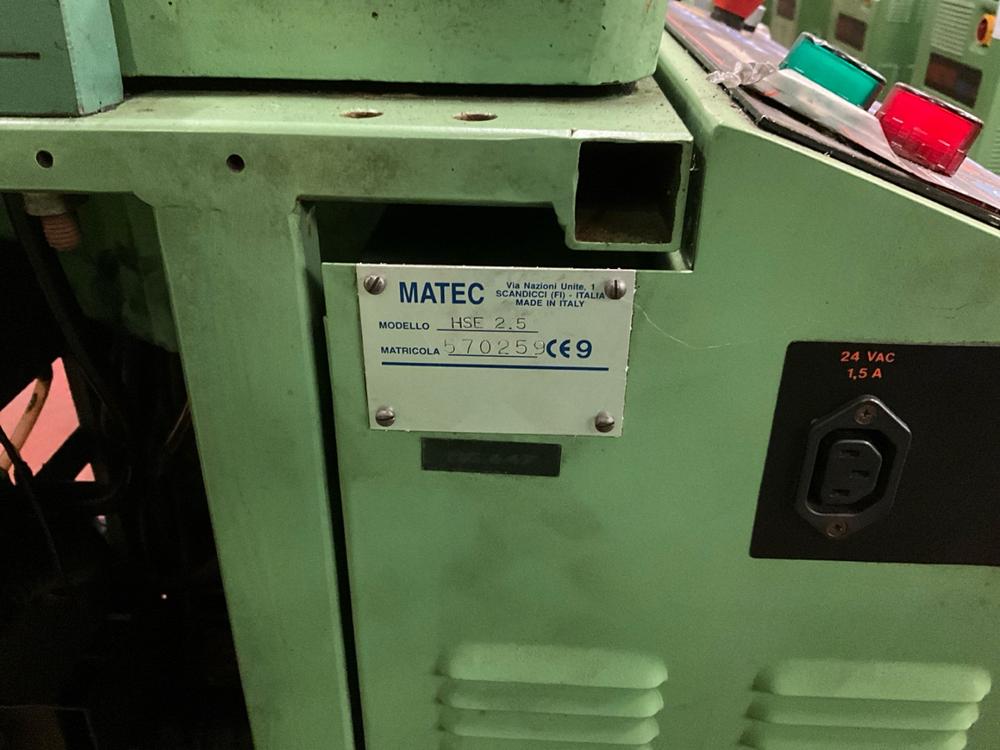 MATEC
Via Nazioni Unite, 1
SCANDICCI (FI) - ITALIA
MADE IN ITALY
MODELLO HSE 2.5
MATRICOLA 570259 CE 9
24 VAC
1,5 A